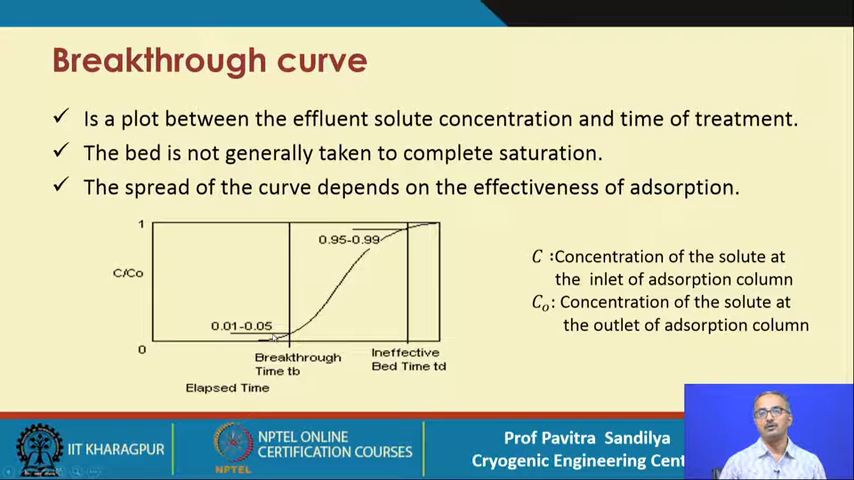 Breakthrough curve
✓ Is a plot between the effluent solute concentration and time of treatment.
✓ The bed is not generally taken to complete saturation.
✓ The spread of the curve depends on the effectiveness of adsorption.
1
0.95-0.99
C/Co
0.01-0.05
0
Breakthrough
Time tb
Ineffective
Bed Time td
Elapsed Time
C :Concentration of the solute at
the inlet of adsorption column
Co: Concentration of the solute at
the outlet of adsorption column
IIT KHARAGPUR
NPTEL
NPTEL ONLINE
CERTIFICATION COURSES
Prof Pavitra Sandilya
Cryogenic Engineering Cent